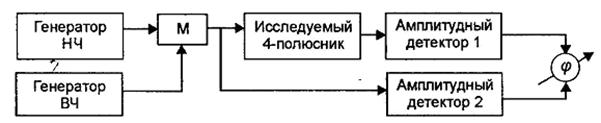 Генератор
НЧ
М
Исследуемый
4-полюсник
Амплитудный
детектор 1
φ
Генератор
ВЧ
Амплитудный
детектор 2